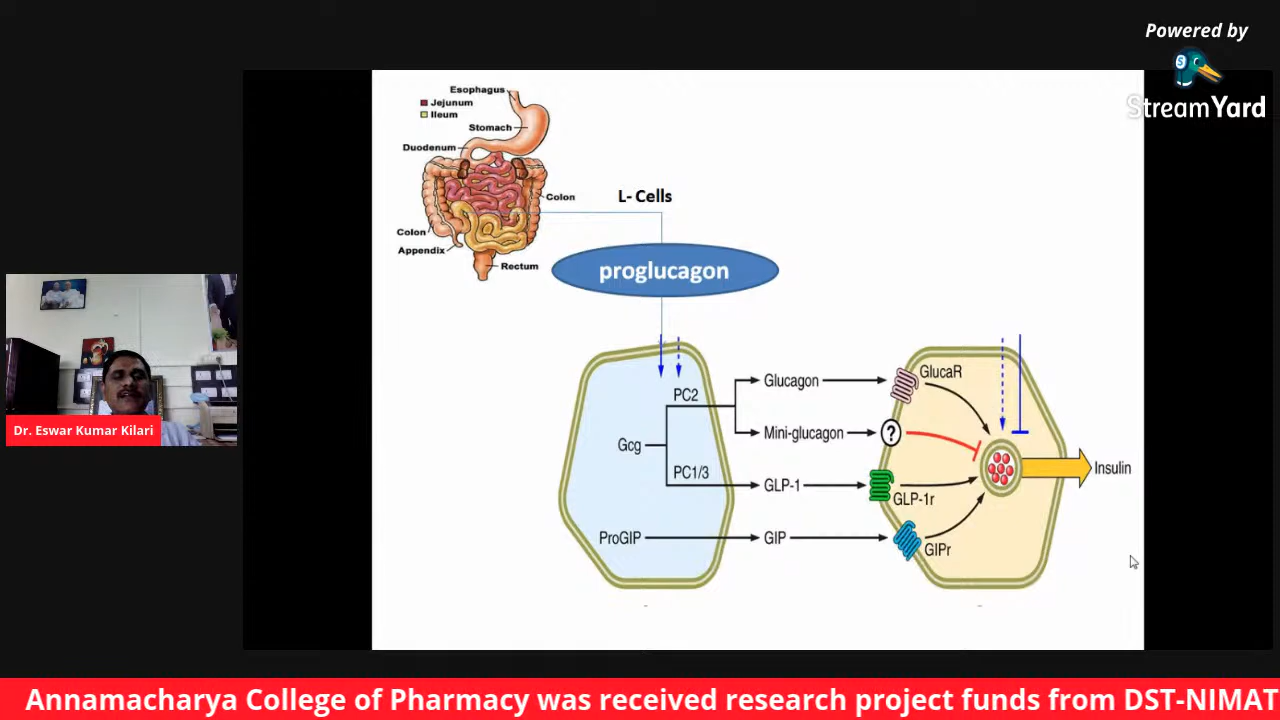 Powered by
StreamYard
Esophagus
Jejunum
Ileum
Stomach
Duodenum
Colon
L- Cells
Colon
Appendix
Rectum
proglucagon
PC2
Glucagon
GlucaR
Gcg
Mini-glucagon
?
PC1/3
GLP-1
GLP-1r
Insulin
ProGIP
GIP
GIPr
Dr. Eswar Kumar Kilari
Annamacharya College of Pharmacy was received research project funds from DST-NIMAT